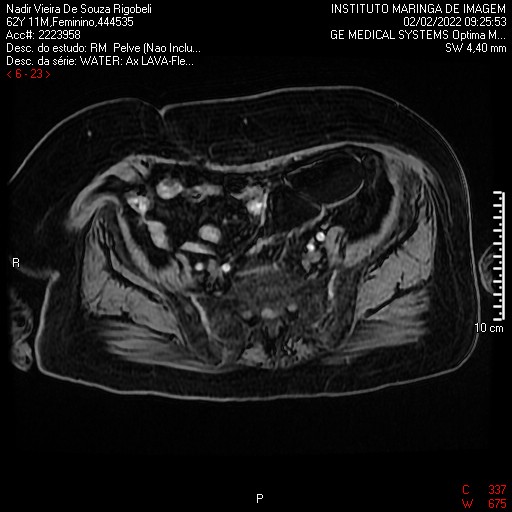 Nadir Vieira De Souza Rigobeli
62Y 11M,Feminino,444535
Acc#: 2223958
Desc. do estudo: RM Pelve (Nao Inclu...
Desc. da série: WATER: Ax LAVA-Fle...
< 6 - 23 >
INSTITUTO MARINGA DE IMAGEM
02/02/2022 09:25:53
GE MEDICAL SYSTEMS Optima M...
SW 4,40 mm
R
10 cm
P
C 337
W 675